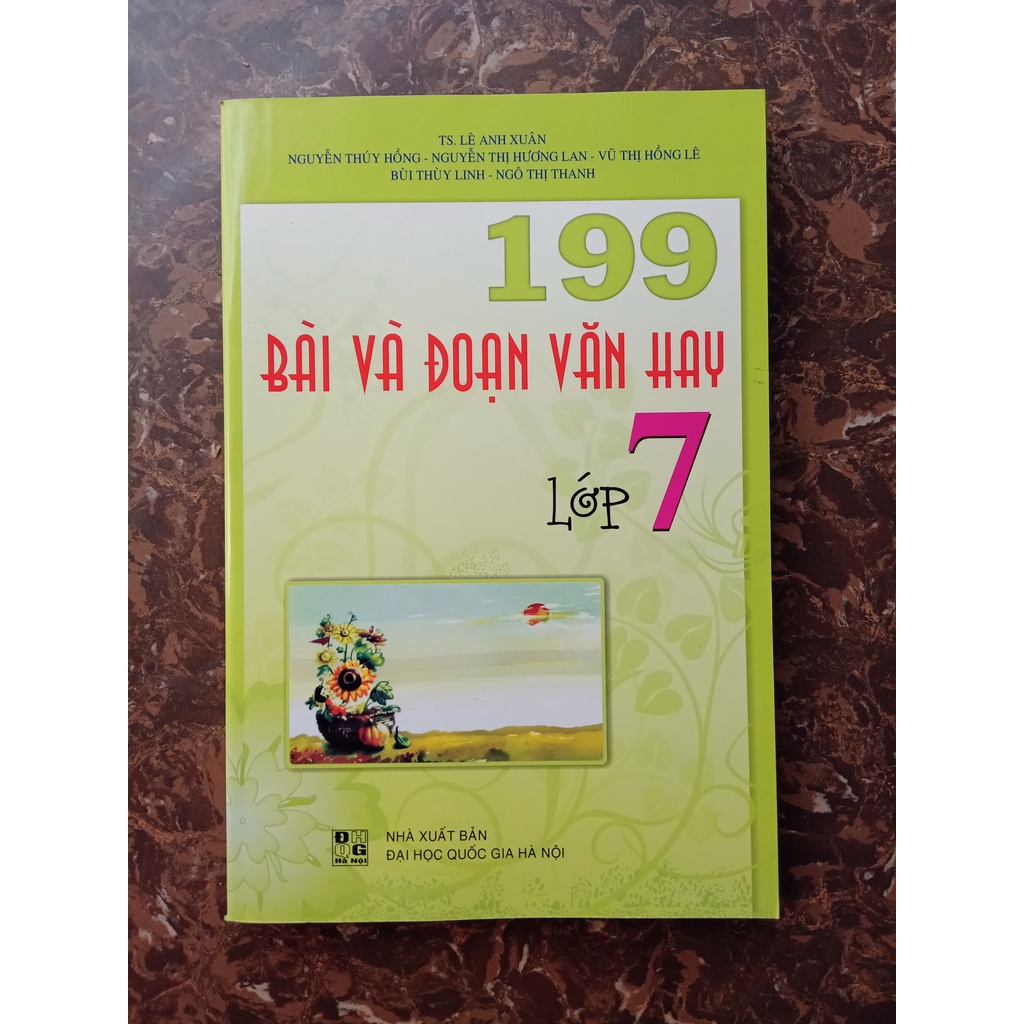 TS. LÊ ANH XUÂN
NGUYỄN THÚY HỒNG - NGUYỄN THỊ HƯƠNG LAN - VŨ THỊ HỒNG LÊ
BÙI THÙY LINH - NGÔ THỊ THANH
199
BÀI VÀ ĐOẠN VĂN HAY
LỚP 7
ĐH
QG
Hà Nội
NHÀ XUẤT BẢN
ĐẠI HỌC QUỐC GIA HÀ NỘI